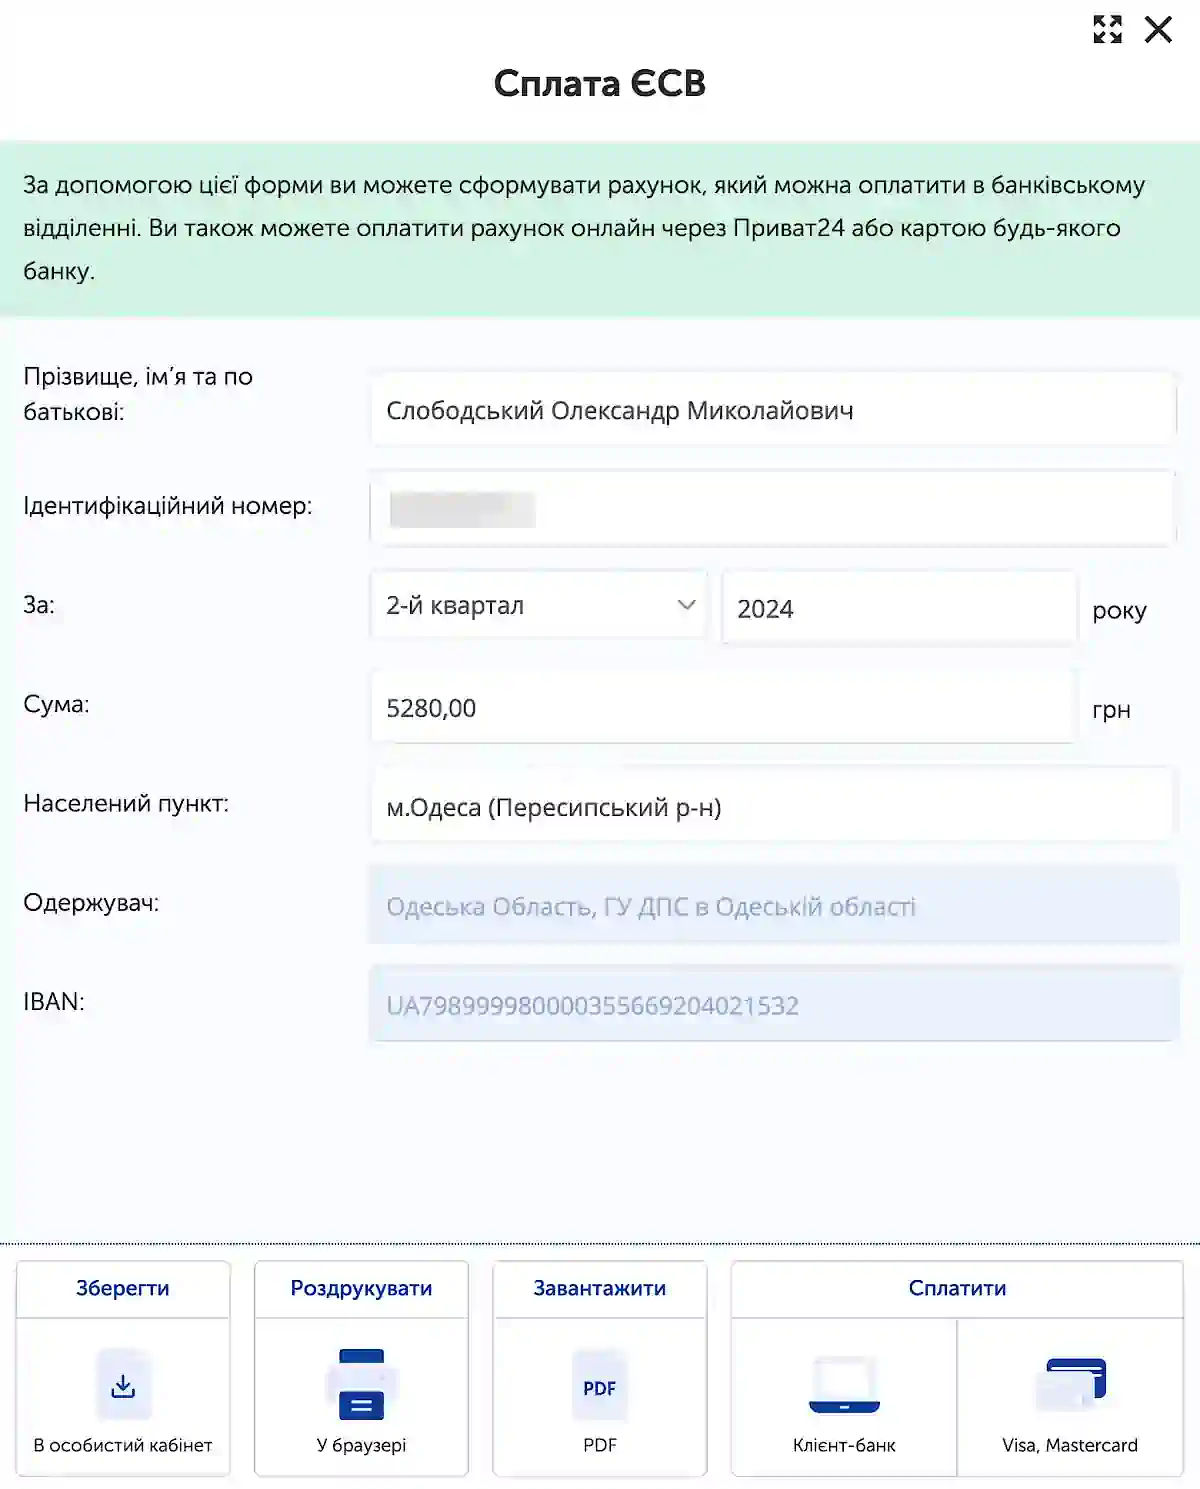 Сплата ЄСВ
За допомогою цієї форми ви можете сформувати рахунок, який можна оплатити в банківському
відділенні. Ви також можете оплатити рахунок онлайн через Приват24 або картою будь-якого
банку.
Прізвище, ім’я та по
батькові:
Слободський Олександр Миколайович
Ідентифікаційний номер:
За:
2-й квартал
2024
року
Сума:
5280,00
грн
Населений пункт:
м.Одеса (Пересипський р-н)
Одержувач:
Одеська Область, ГУ ДПС в Одеській області
IBAN:
UA798999980000355669204021532
Зберегти
В особистий кабінет
Роздрукувати
У браузері
Завантажити
PDF
PDF
Сплатити
Клієнт-банк
Visa, Mastercard